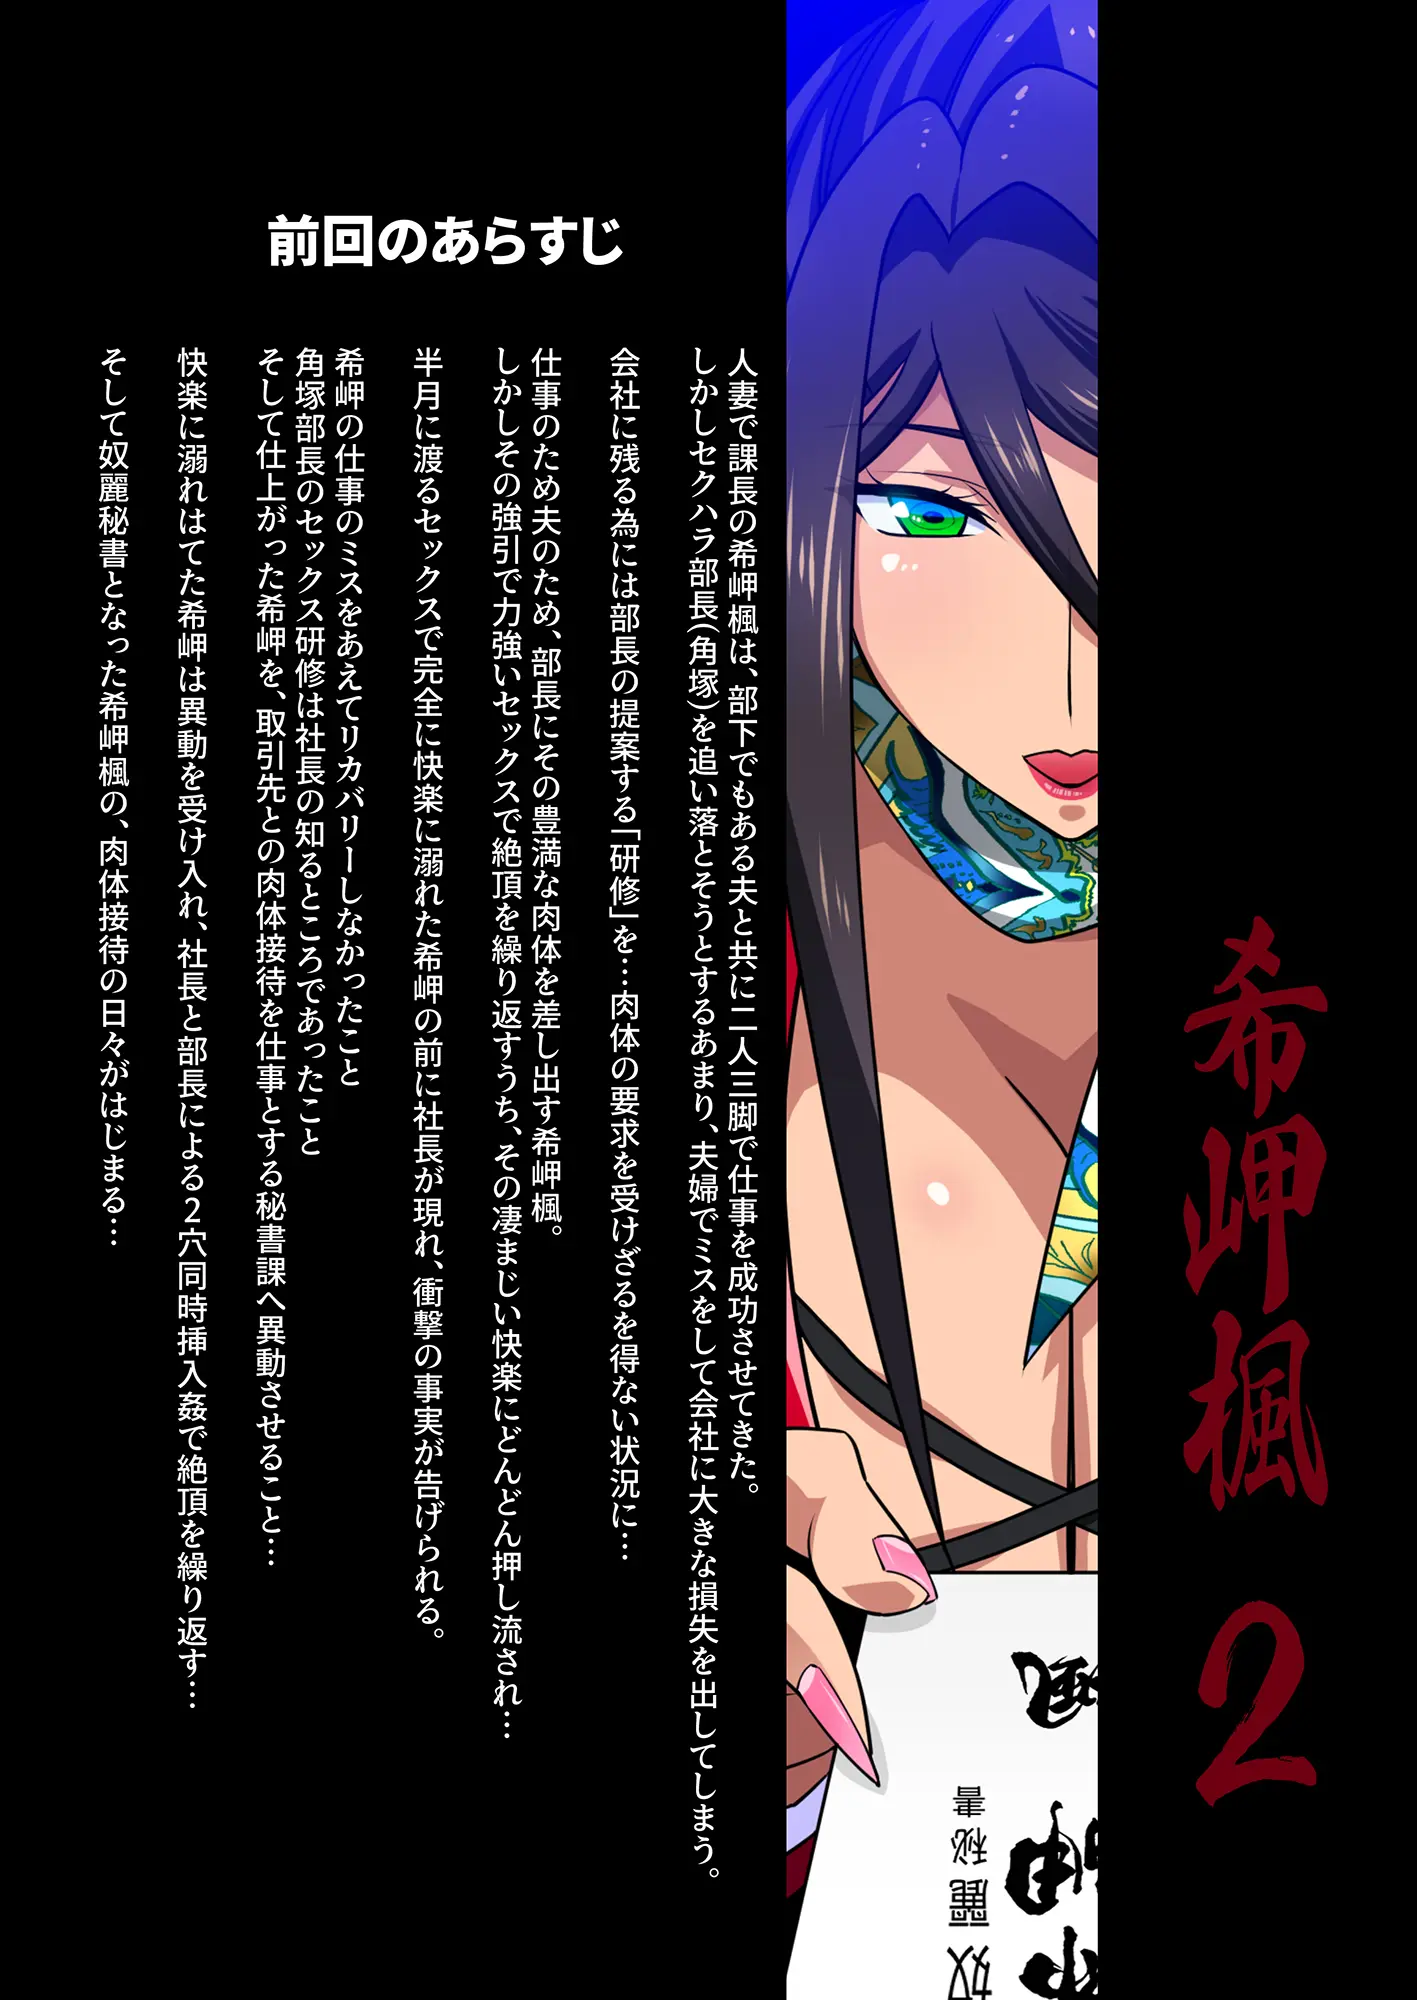 希岬楓 2
前回のあらすじ
人妻で課長の希岬楓は、部下でもある夫と共に二人三脚で仕事を成功させてきた。
しかしセクハラ部長(角塚)を追い落とそうとするあまり、夫婦でミスをして会社に大きな損失を出してしまう。
会社に残る為には部長の提案する「研修」を…肉体の要求を受けざるを得ない状況に…
仕事のため夫のため、部長にその豊満な肉体を差し出す希岬楓。
しかしその強引で力強いセックスで絶頂を繰り返すうち、その凄まじい快楽にどんどん押し流され…
半月に渡るセックスで完全に快楽に溺れた希岬の前に社長が現れ、衝撃の事実が告げられる。
希岬の仕事のミスをあえてリカバリーしなかったこと
角塚部長のセックス研修は社長の知るところであったこと
そして仕上がった希岬を、取引先との肉体接待を仕事とする秘書課へ異動させること…
快楽に溺れはてた希岬は異動を受け入れ、社長と部長による2穴同時挿入姦で絶頂を繰り返す…
そして奴麗秘書となった希岬楓の、肉体接待の日々がはじまる…
奴麗秘書